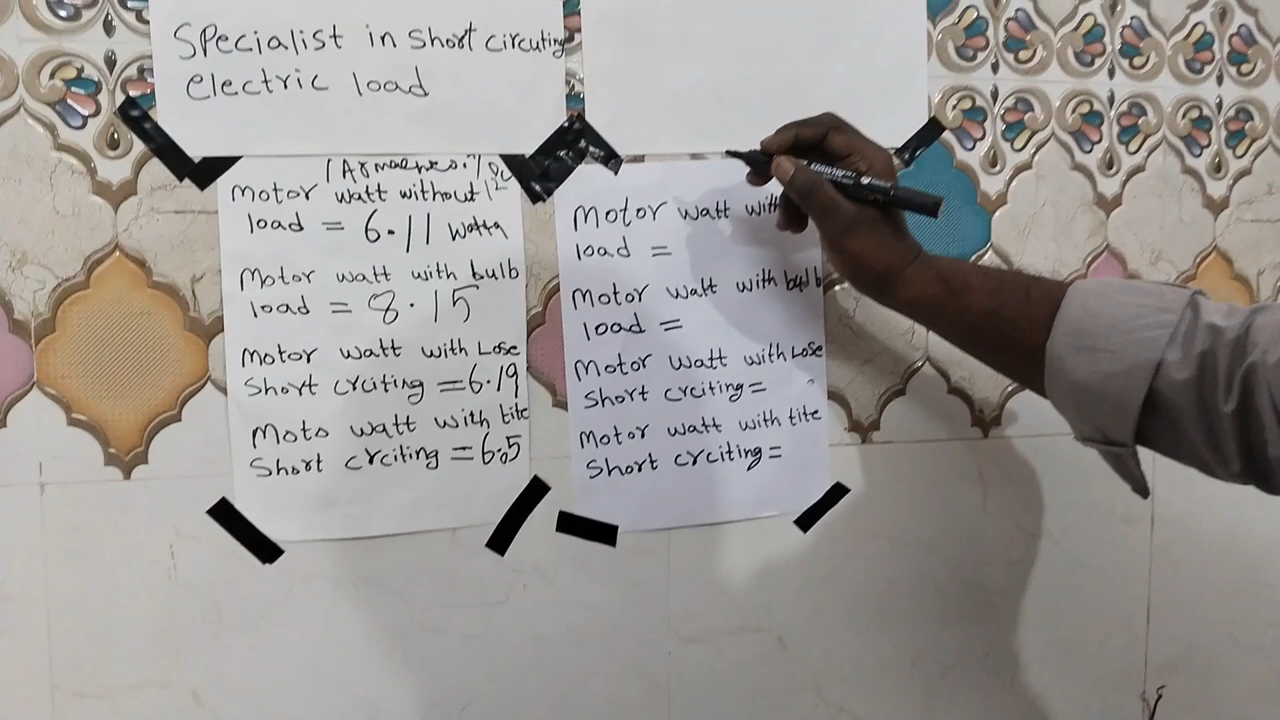 Specialist in Short circuting
electric load
Motor watt without
load = 6.11 watta
Motor watt with bulb
load = 8.15
Motor watt with Lose
Short crciting = 6.19
Moto watt with tite
Short crciting = 6.5
Motor watt with
load =
Motor watt with bulb
load =
Motor watt with Lose
Short crciting =
Motor watt with tite
Short crciting =